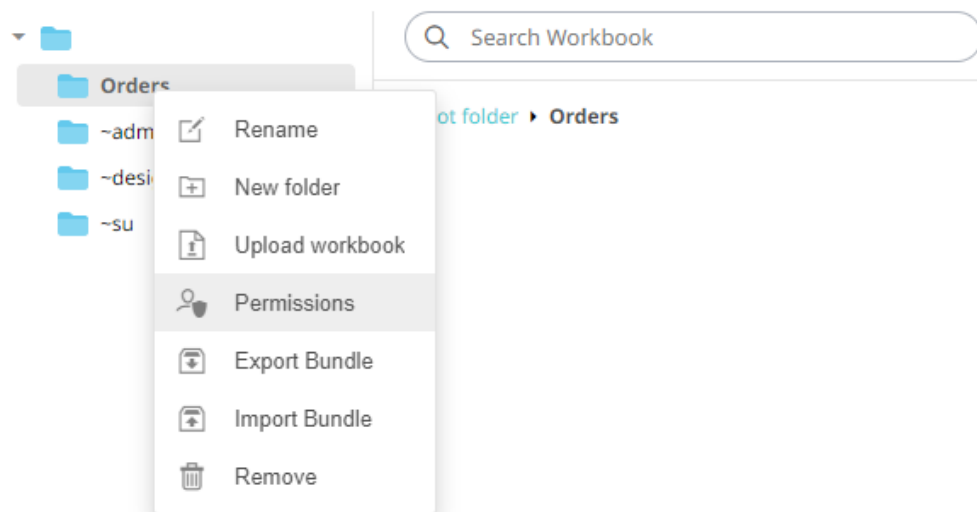 Search Workbook
Orders
~adm
~desi
~su
ot folder ▸ Orders
Rename
New folder
Upload workbook
Permissions
Export Bundle
Import Bundle
Remove